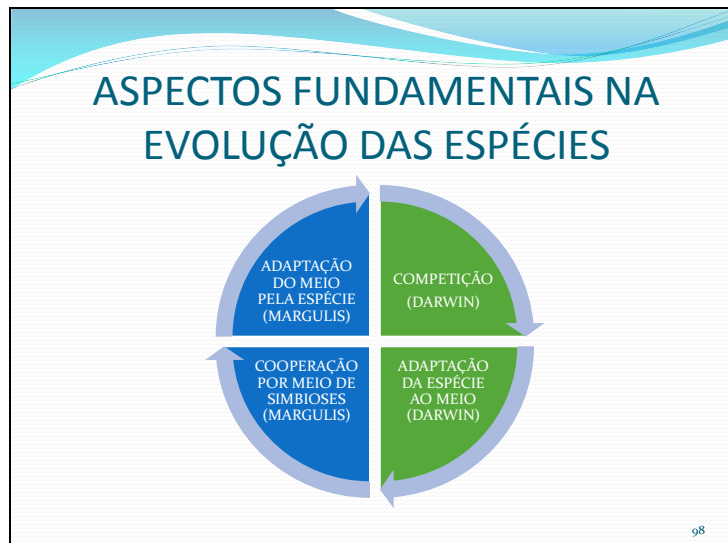 ASPECTOS FUNDAMENTAIS NA
EVOLUÇÃO DAS ESPÉCIES
ADAPTAÇÃO
DO MEIO
PELA ESPÉCIE
(MARGULIS)
COMPETIÇÃO
(DARWIN)
COOPERAÇÃO
POR MEIO DE
SIMBIOSES
(MARGULIS)
ADAPTAÇÃO
DA ESPÉCIE
AO MEIO
(DARWIN)
98